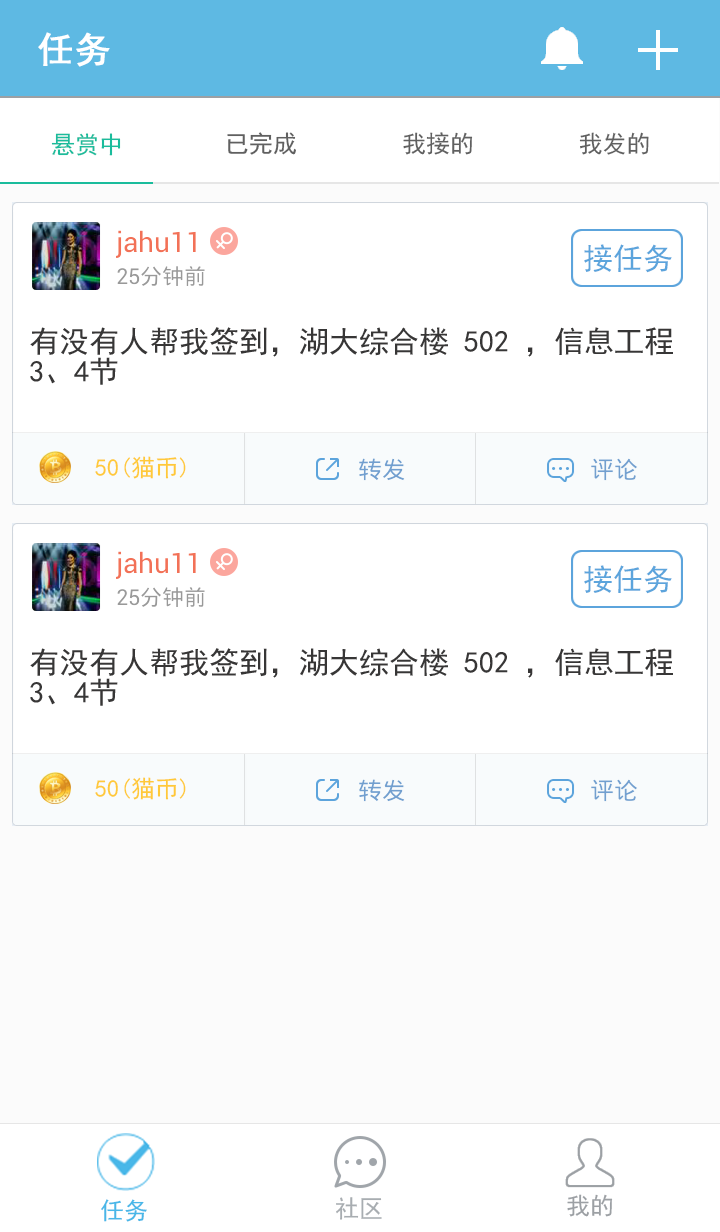 任务
悬赏中 已完成 我接的 我发的
jahu11
25分钟前
接任务
有没有人帮我签到，湖大综合楼 502 ，信息工程
3、4节
50(猫币) 转发 评论
jahu11
25分钟前
接任务
有没有人帮我签到，湖大综合楼 502 ，信息工程
3、4节
50(猫币) 转发 评论
任务 社区 我的